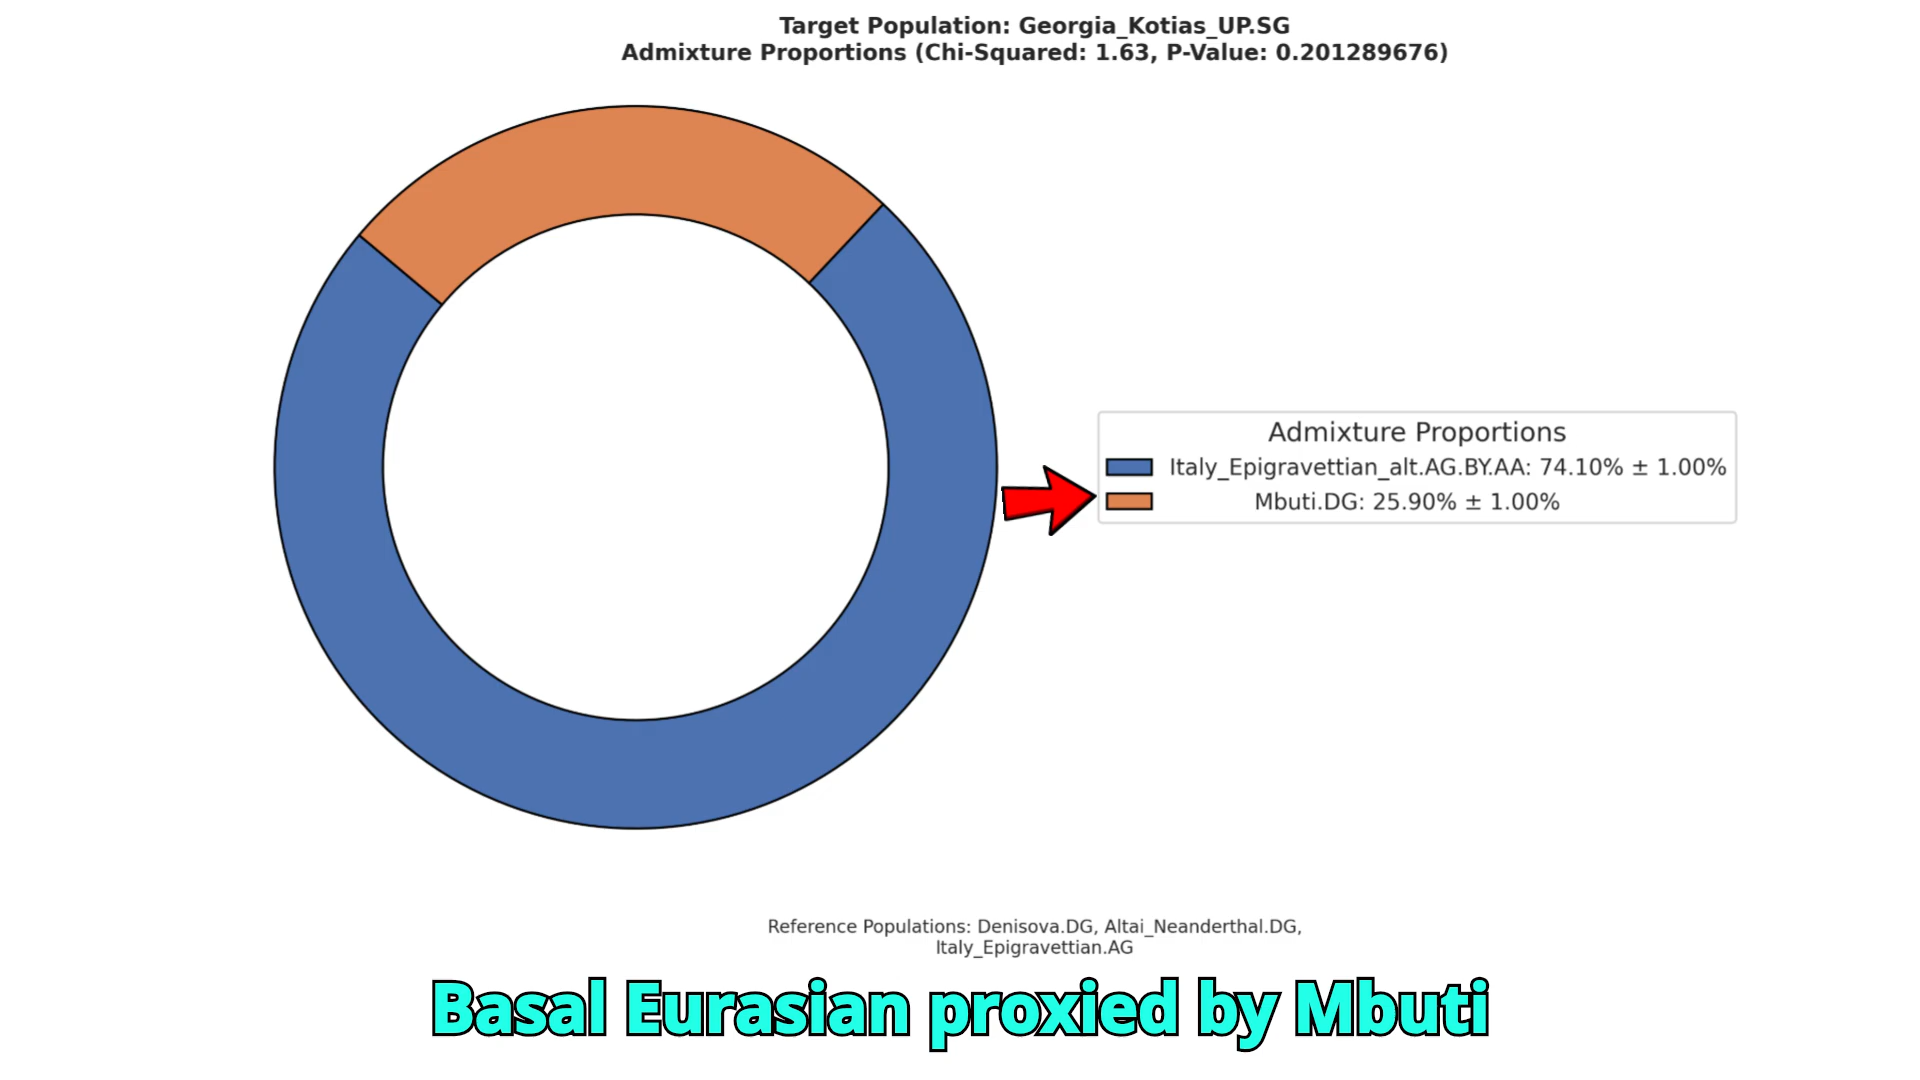 Target Population: Georgia_Kotias_UP.SG
Admixture Proportions (Chi-Squared: 1.63, P-Value: 0.201289676)
Admixture Proportions
Italy_Epigravettian_alt.AG.BY.AA: 74.10% ± 1.00%
Mbuti.DG: 25.90% ± 1.00%
Reference Populations: Denisova.DG, Altai_Neanderthal.DG,
Italy_Epigravettian.AG
Basal Eurasian proxied by Mbuti